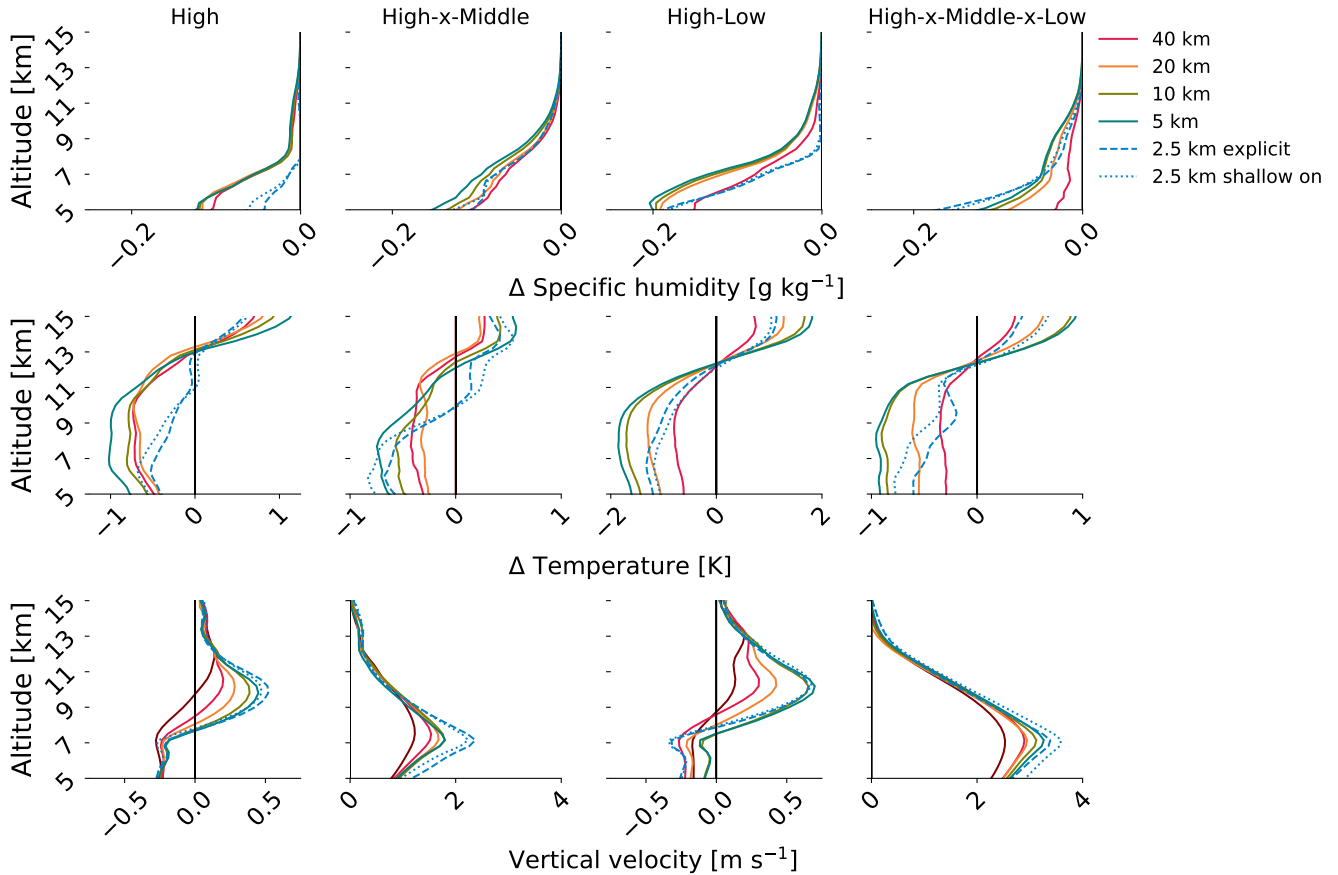 High High-x-Middle High-Low High-x-Middle-x-Low
Altitude [km]
15
13
11
9
7
5
−0.2 0.0 −0.2 0.0 −0.2 0.0 −0.2 0.0
Δ Specific humidity [g kg⁻¹]
40 km
20 km
10 km
5 km
2.5 km explicit
2.5 km shallow on
Altitude [km]
15
13
11
9
7
5
−1 0 1 −1 0 1 −2 0 2 −1 0 1
Δ Temperature [K]
Altitude [km]
15
13
11
9
7
5
−0.5 0.0 0.5 0 2 4 −0.5 0.0 0.5 0 2 4
Vertical velocity [m s⁻¹]